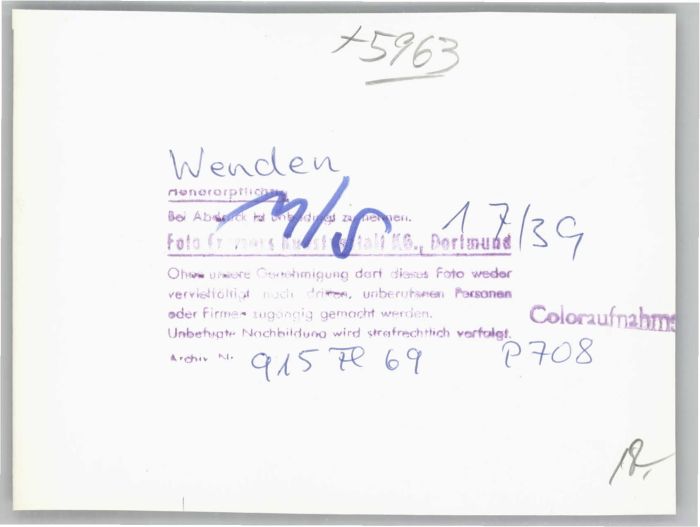 +5963
Wenden
Honorarpflichtig
M/S
Bei Abdruck ist unbedingt zu nennen.
17/39
Foto Cramers Kunstanstalt KG., Dortmund
Ohne unsere Genehmigung darf dieses Foto weder
vervielfältigt noch dritten, unberufenen Personen
oder Firmen zugängig gemacht werden.
Coloraufnahme
Unbefugte Nachbildung wird strafrechtlich verfolgt.
Archiv Nr. 915 69 P708